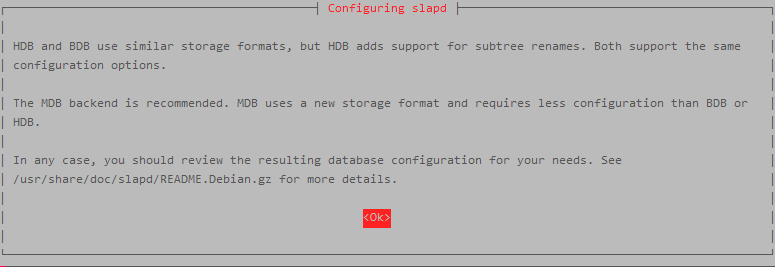 Configuring slapd
HDB and BDB use similar storage formats, but HDB adds support for subtree renames. Both support the same
configuration options.
The MDB backend is recommended. MDB uses a new storage format and requires less configuration than BDB or
HDB.
In any case, you should review the resulting database configuration for your needs. See
/usr/share/doc/slapd/README.Debian.gz for more details.
<Ok>